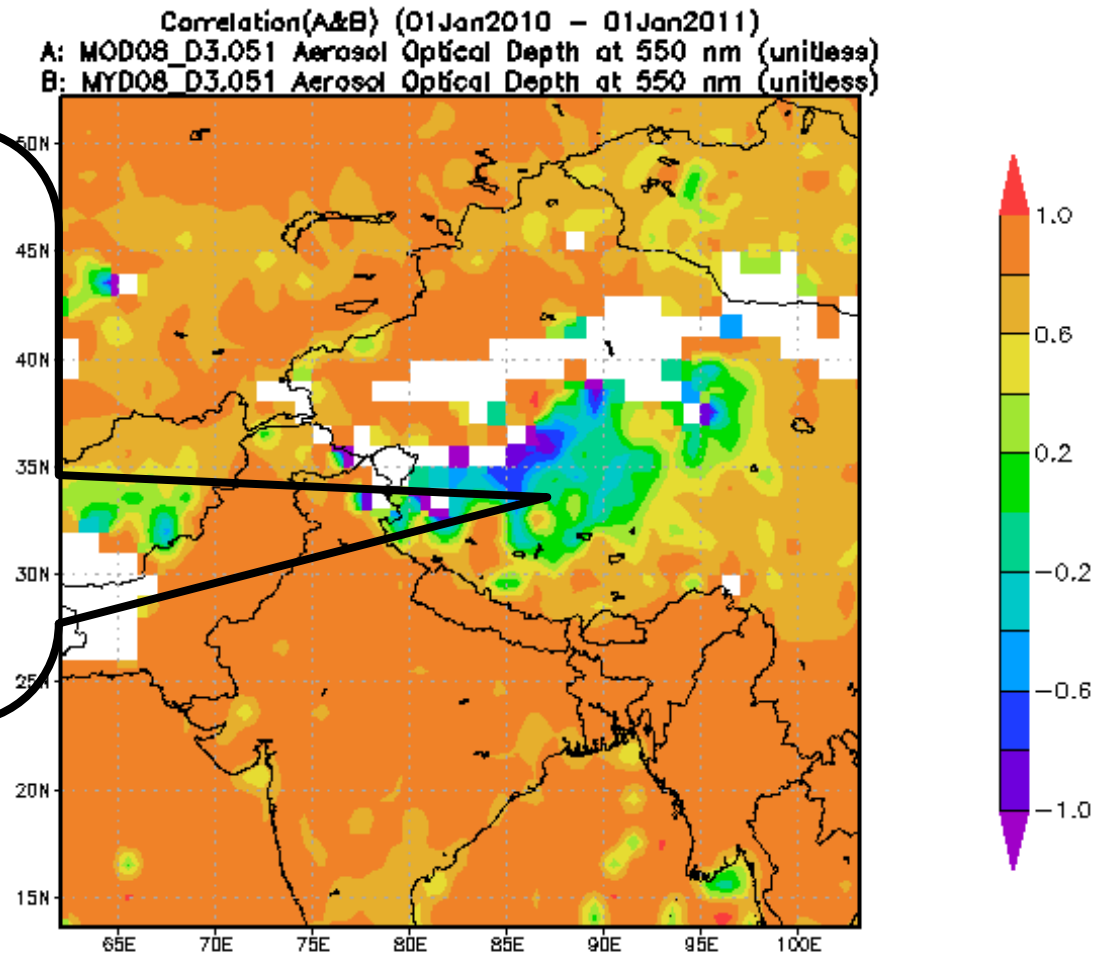 Correlation(A&B) (01Jan2010 – 01Jan2011)
A: MOD08_D3.051 Aerosol Optical Depth at 550 nm (unitless)
B: MYD08_D3.051 Aerosol Optical Depth at 550 nm (unitless)
50N
45N
40N
35N
30N
25N
20N
15N
65E 70E 75E 80E 85E 90E 95E 100E
1.0
0.6
0.2
−0.2
−0.6
−1.0